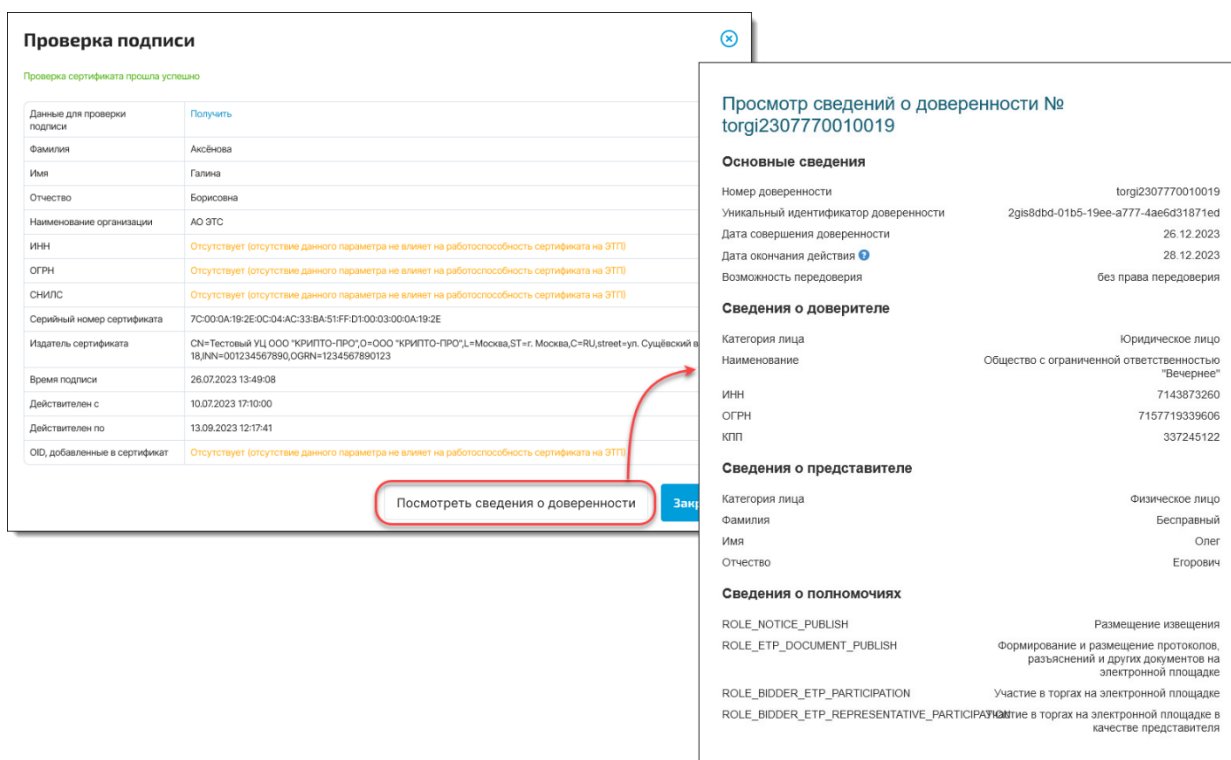 Проверка подписи
Проверка сертификата прошла успешно
Данные для проверки
подписи
Получить
Фамилия
Аксёнова
Имя
Галина
Отчество
Борисовна
Наименование организации
АО ЭТС
ИНН
Отсутствует (отсутствие данного параметра не влияет на работоспособность сертификата на ЭТП)
ОГРН
Отсутствует (отсутствие данного параметра не влияет на работоспособность сертификата на ЭТП)
СНИЛС
Отсутствует (отсутствие данного параметра не влияет на работоспособность сертификата на ЭТП)
Серийный номер сертификата
7C:00:0A:19:2E:0C:04:AC:33:BA:51:FF:D1:00:03:00:0A:19:2E
Издатель сертификата
CN=Тестовый УЦ ООО "КРИПТО-ПРО",O=ООО "КРИПТО-ПРО",L=Москва,ST=г. Москва,C=RU,street=ул. Сущёвский в
18,INN=001234567890,OGRN=1234567890123
Время подписи
26.07.2023 13:49:08
Действителен с
10.07.2023 17:10:00
Действителен по
13.09.2023 12:17:41
OID, добавленные в сертификат
Отсутствует (отсутствие данного параметра не влияет на работоспособность сертификата на ЭТП)
Посмотреть сведения о доверенности
Закр
Просмотр сведений о доверенности №
torgi2307770010019
Основные сведения
Номер доверенности
torgi2307770010019
Уникальный идентификатор доверенности
2gis8dbd-01b5-19ee-a777-4ae6d31871ed
Дата совершения доверенности
26.12.2023
Дата окончания действия ?
28.12.2023
Возможность передоверия
без права передоверия
Сведения о доверителе
Категория лица
Юридическое лицо
Наименование
Общество с ограниченной ответственностью
"Вечернее"
ИНН
7143873260
ОГРН
7157719339606
КПП
337245122
Сведения о представителе
Категория лица
Физическое лицо
Фамилия
Бесправный
Имя
Олег
Отчество
Егорович
Сведения о полномочиях
ROLE_NOTICE_PUBLISH
Размещение извещения
ROLE_ETP_DOCUMENT_PUBLISH
Формирование и размещение протоколов,
разъяснений и других документов на
электронной площадке
ROLE_BIDDER_ETP_PARTICIPATION
Участие в торгах на электронной площадке
ROLE_BIDDER_ETP_REPRESENTATIVE_PARTICIPATION
Участие в торгах на электронной площадке в
качестве представителя